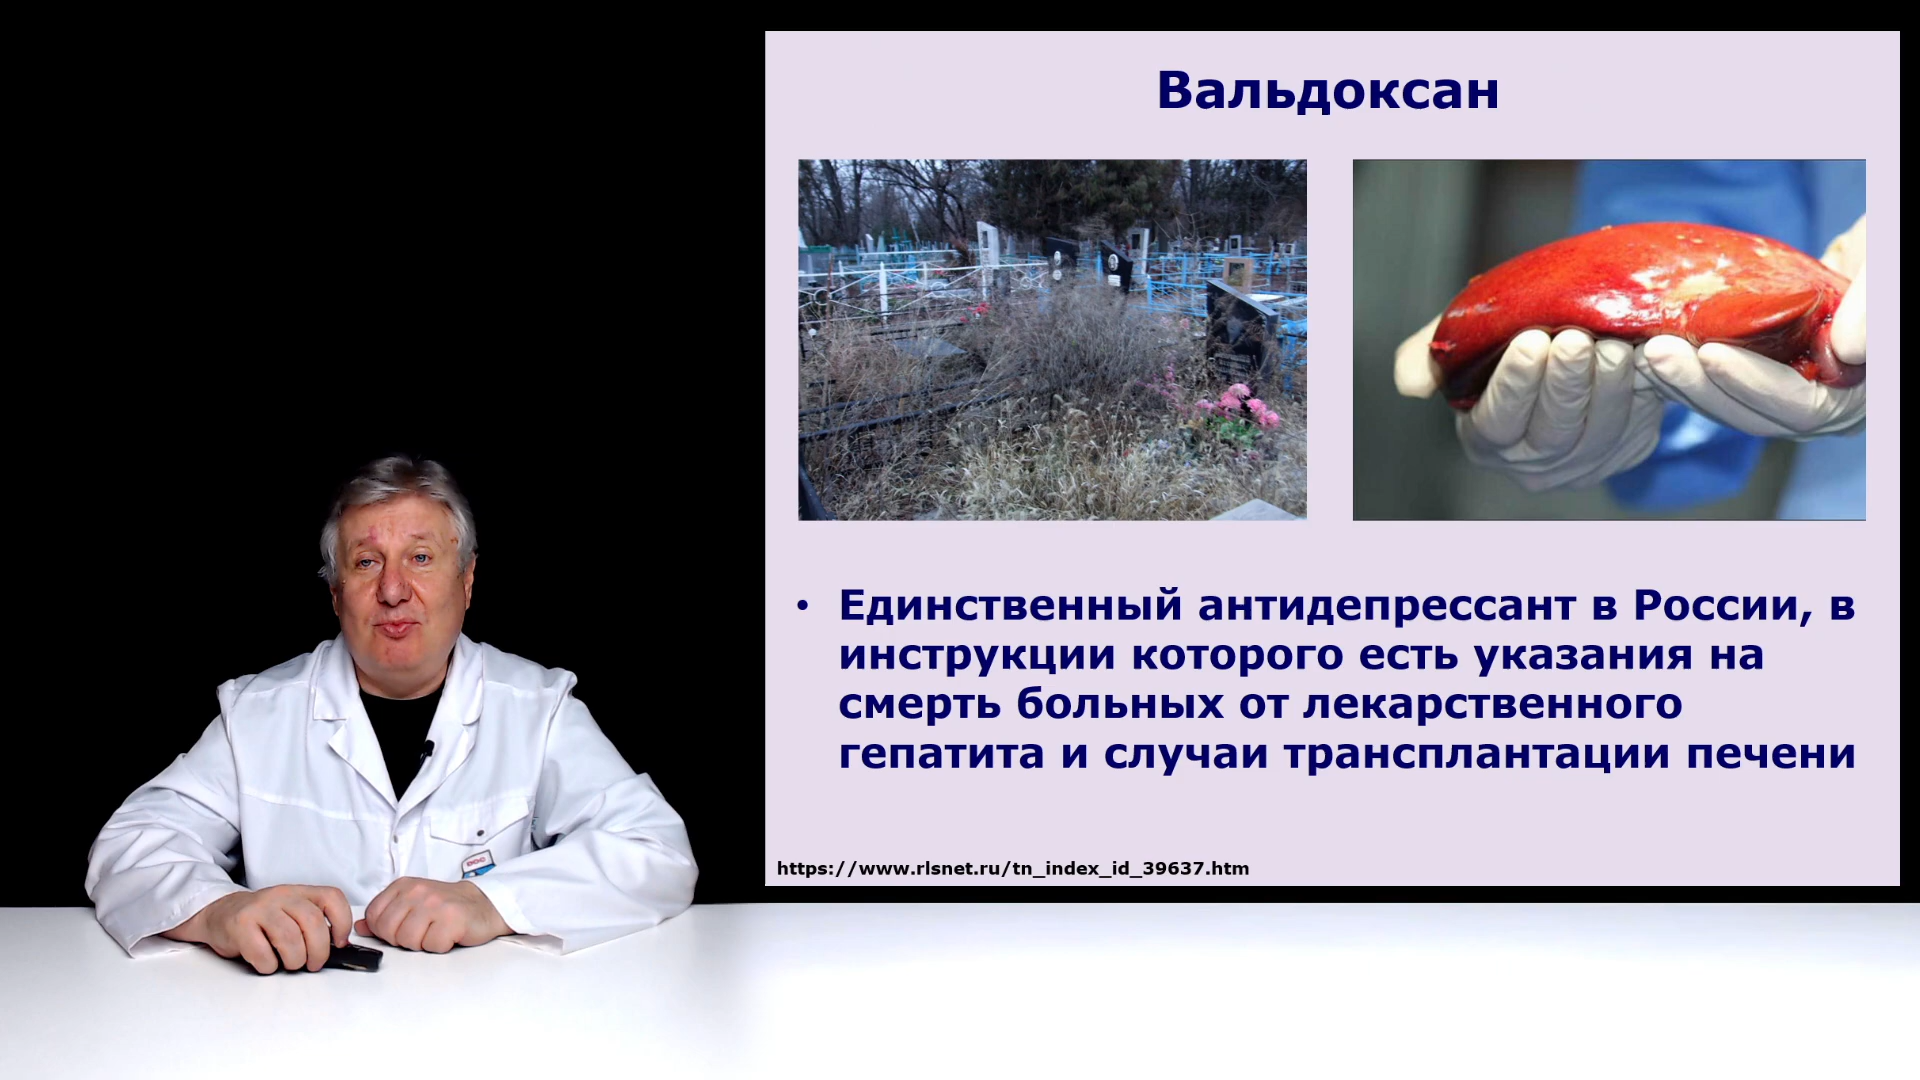 Вальдоксан
• Единственный антидепрессант в России, в
инструкции которого есть указания на
смерть больных от лекарственного
гепатита и случаи трансплантации печени
https://www.rlsnet.ru/tn_index_id_39637.htm
DOC